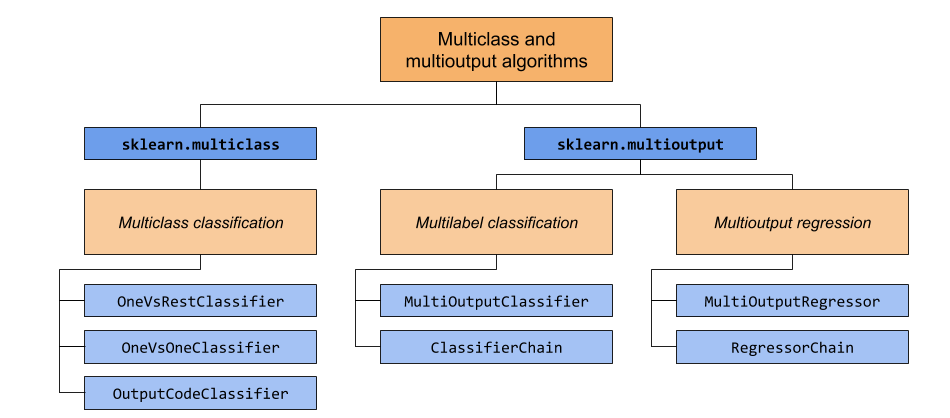 Multiclass and
multioutput algorithms
sklearn.multiclass
sklearn.multioutput
Multiclass classification
Multilabel classification
Multioutput regression
OneVsRestClassifier
MultiOutputClassifier
MultiOutputRegressor
OneVsOneClassifier
ClassifierChain
RegressorChain
OutputCodeClassifier